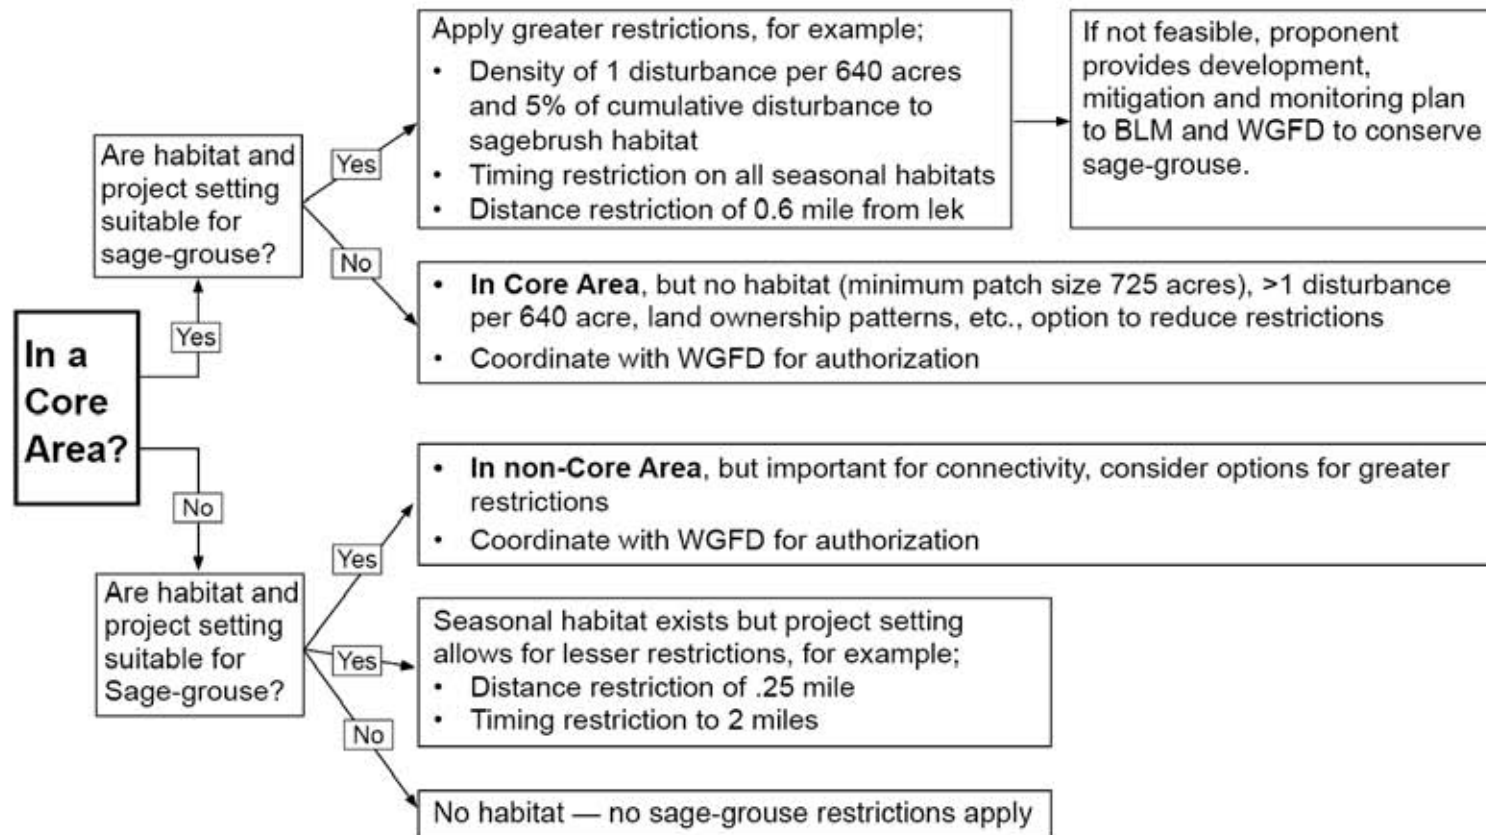 In a
Core
Area?
Yes
Are habitat and
project setting
suitable for
sage-grouse?
Yes
Apply greater restrictions, for example;
• Density of 1 disturbance per 640 acres
and 5% of cumulative disturbance to
sagebrush habitat
• Timing restriction on all seasonal habitats
• Distance restriction of 0.6 mile from lek
If not feasible, proponent
provides development,
mitigation and monitoring plan
to BLM and WGFD to conserve
sage-grouse.
No
• In Core Area, but no habitat (minimum patch size 725 acres), >1 disturbance
per 640 acre, land ownership patterns, etc., option to reduce restrictions
• Coordinate with WGFD for authorization
No
Are habitat and
project setting
suitable for
Sage-grouse?
Yes
• In non-Core Area, but important for connectivity, consider options for greater
restrictions
• Coordinate with WGFD for authorization
Yes
Seasonal habitat exists but project setting
allows for lesser restrictions, for example;
• Distance restriction of .25 mile
• Timing restriction to 2 miles
No
No habitat — no sage-grouse restrictions apply